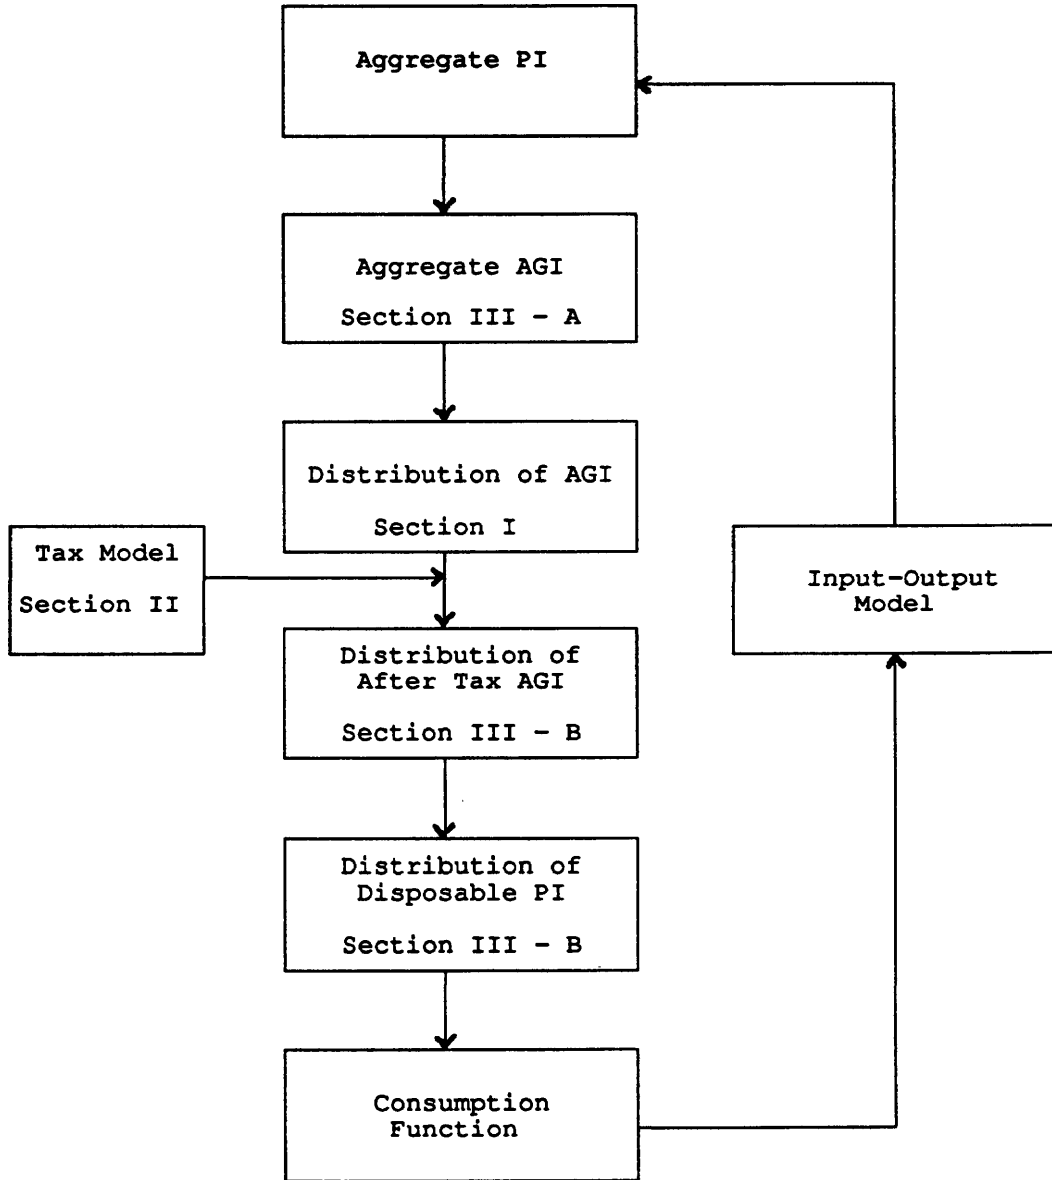 Aggregate PI
Aggregate AGI
Section III - A
Distribution of AGI
Section I
Tax Model
Section II
Input-Output
Model
Distribution of
After Tax AGI
Section III - B
Distribution of
Disposable PI
Section III - B
Consumption
Function